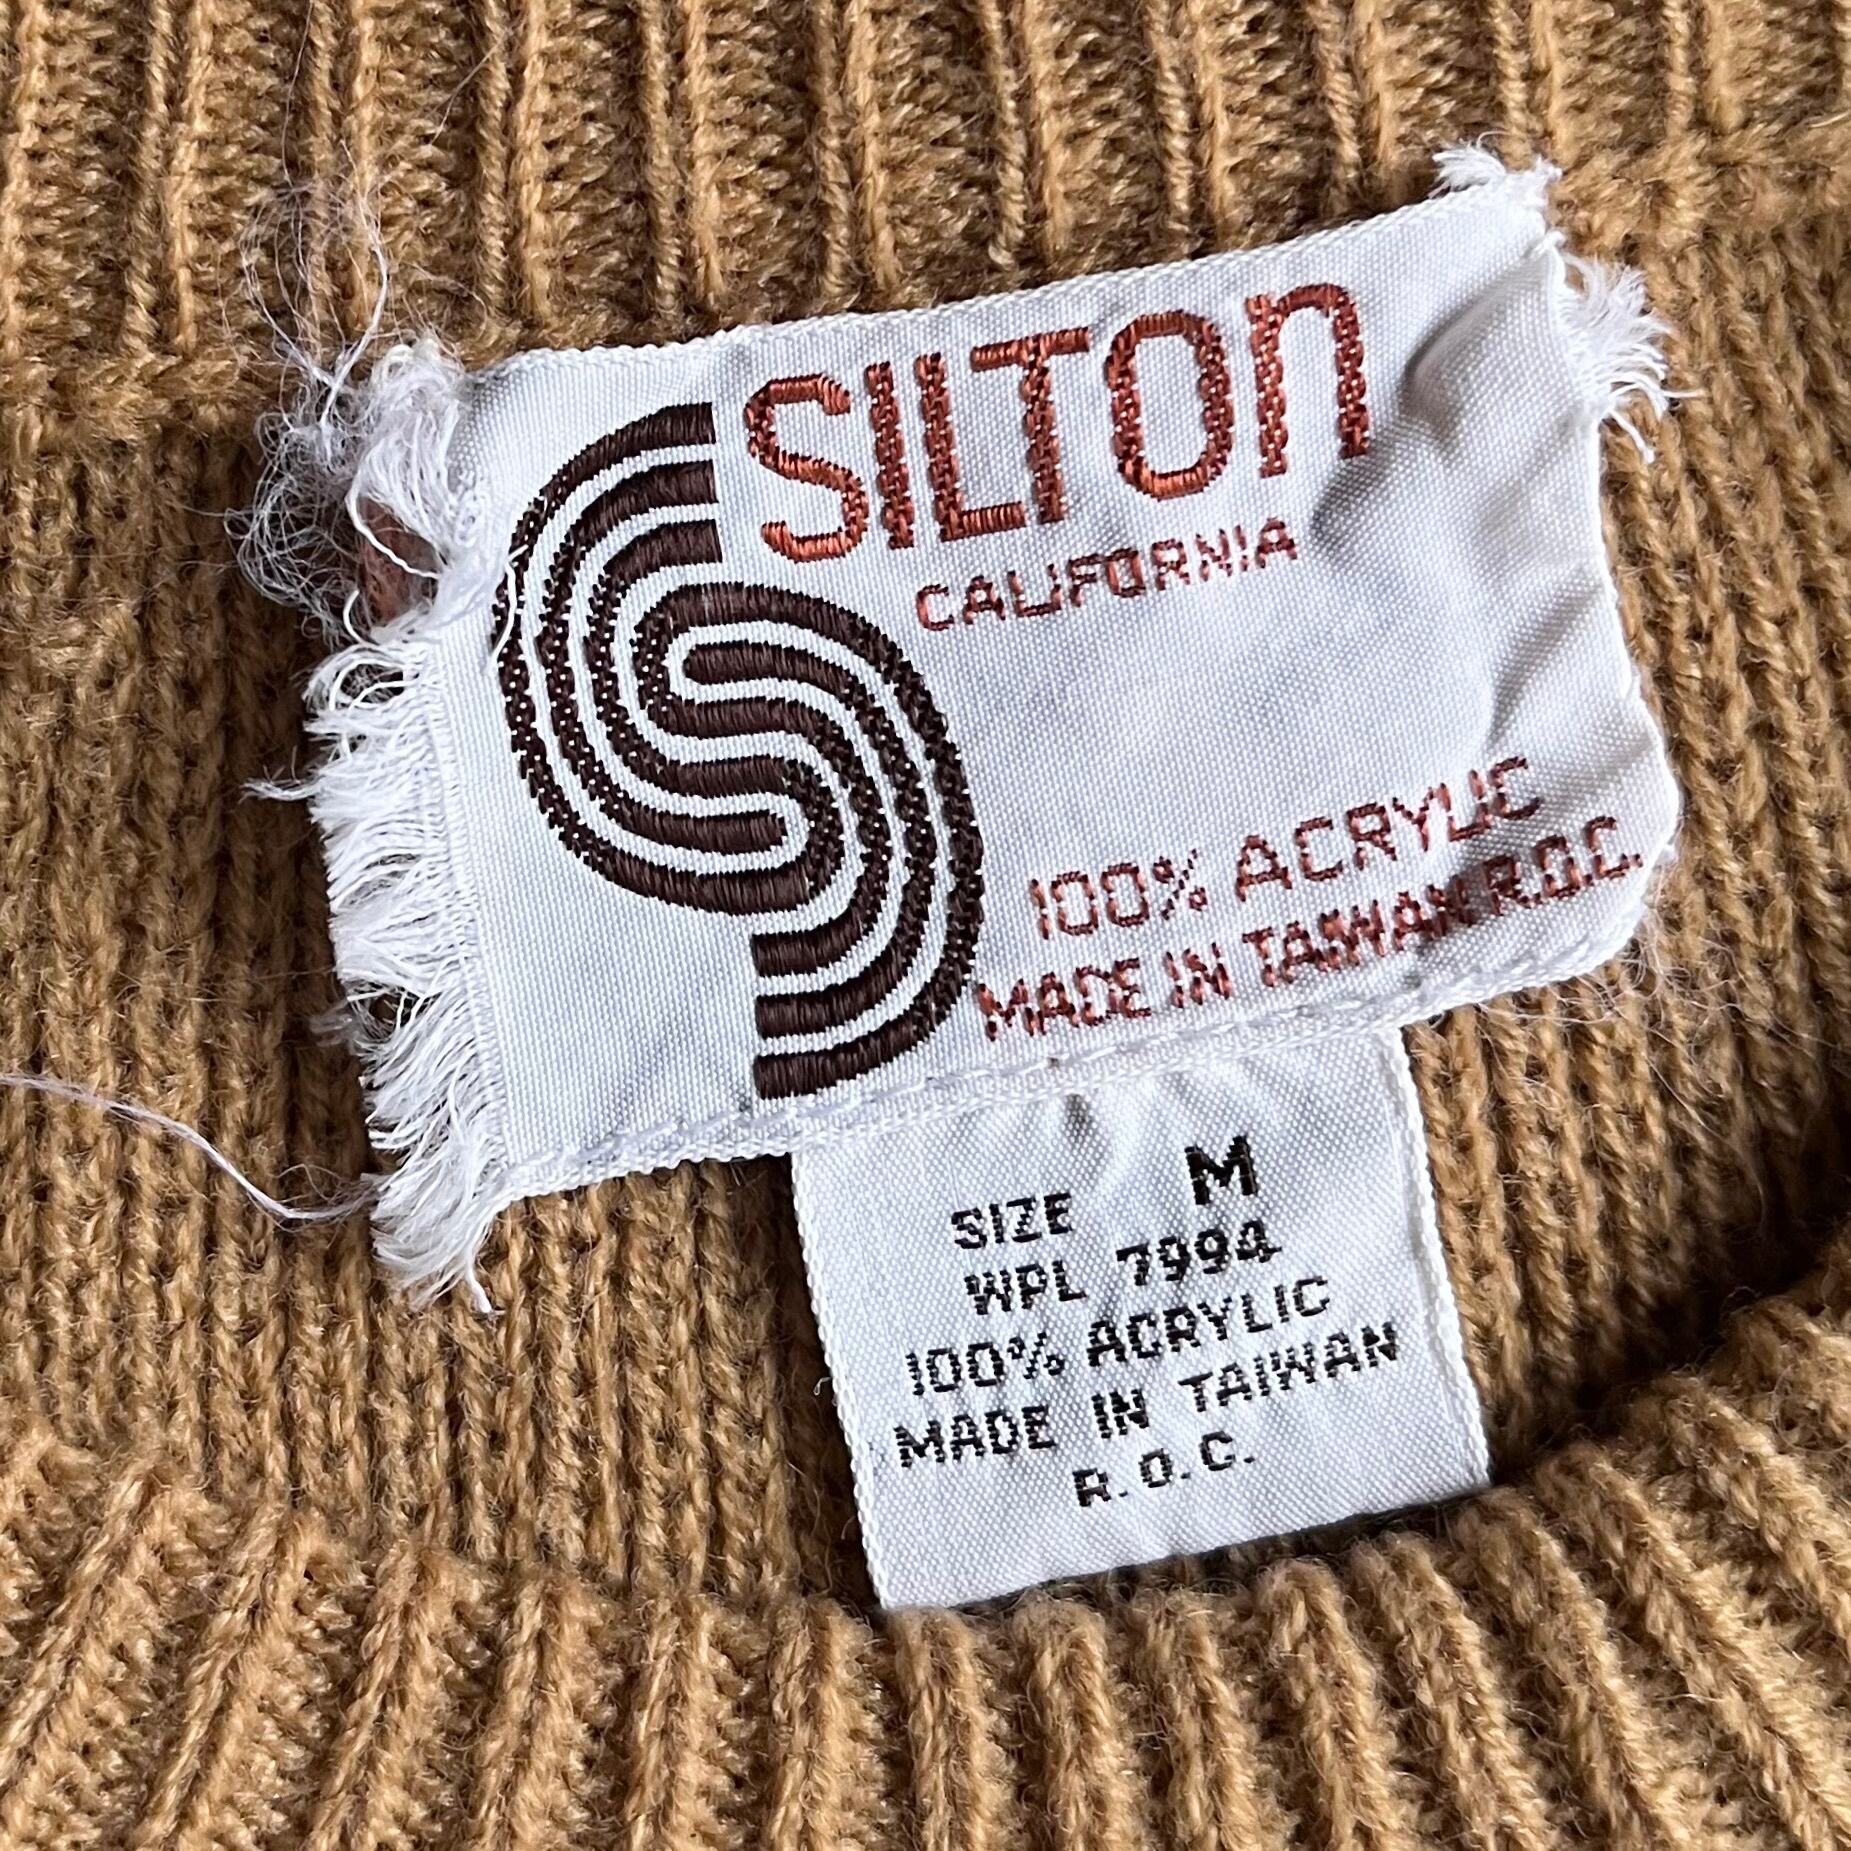 SILTON
CALIFORNIA
100% ACRYLIC
MADE IN TAIWAN R.O.C.
SIZE M
WPL 7994
100% ACRYLIC
MADE IN TAIWAN
R.O.C.